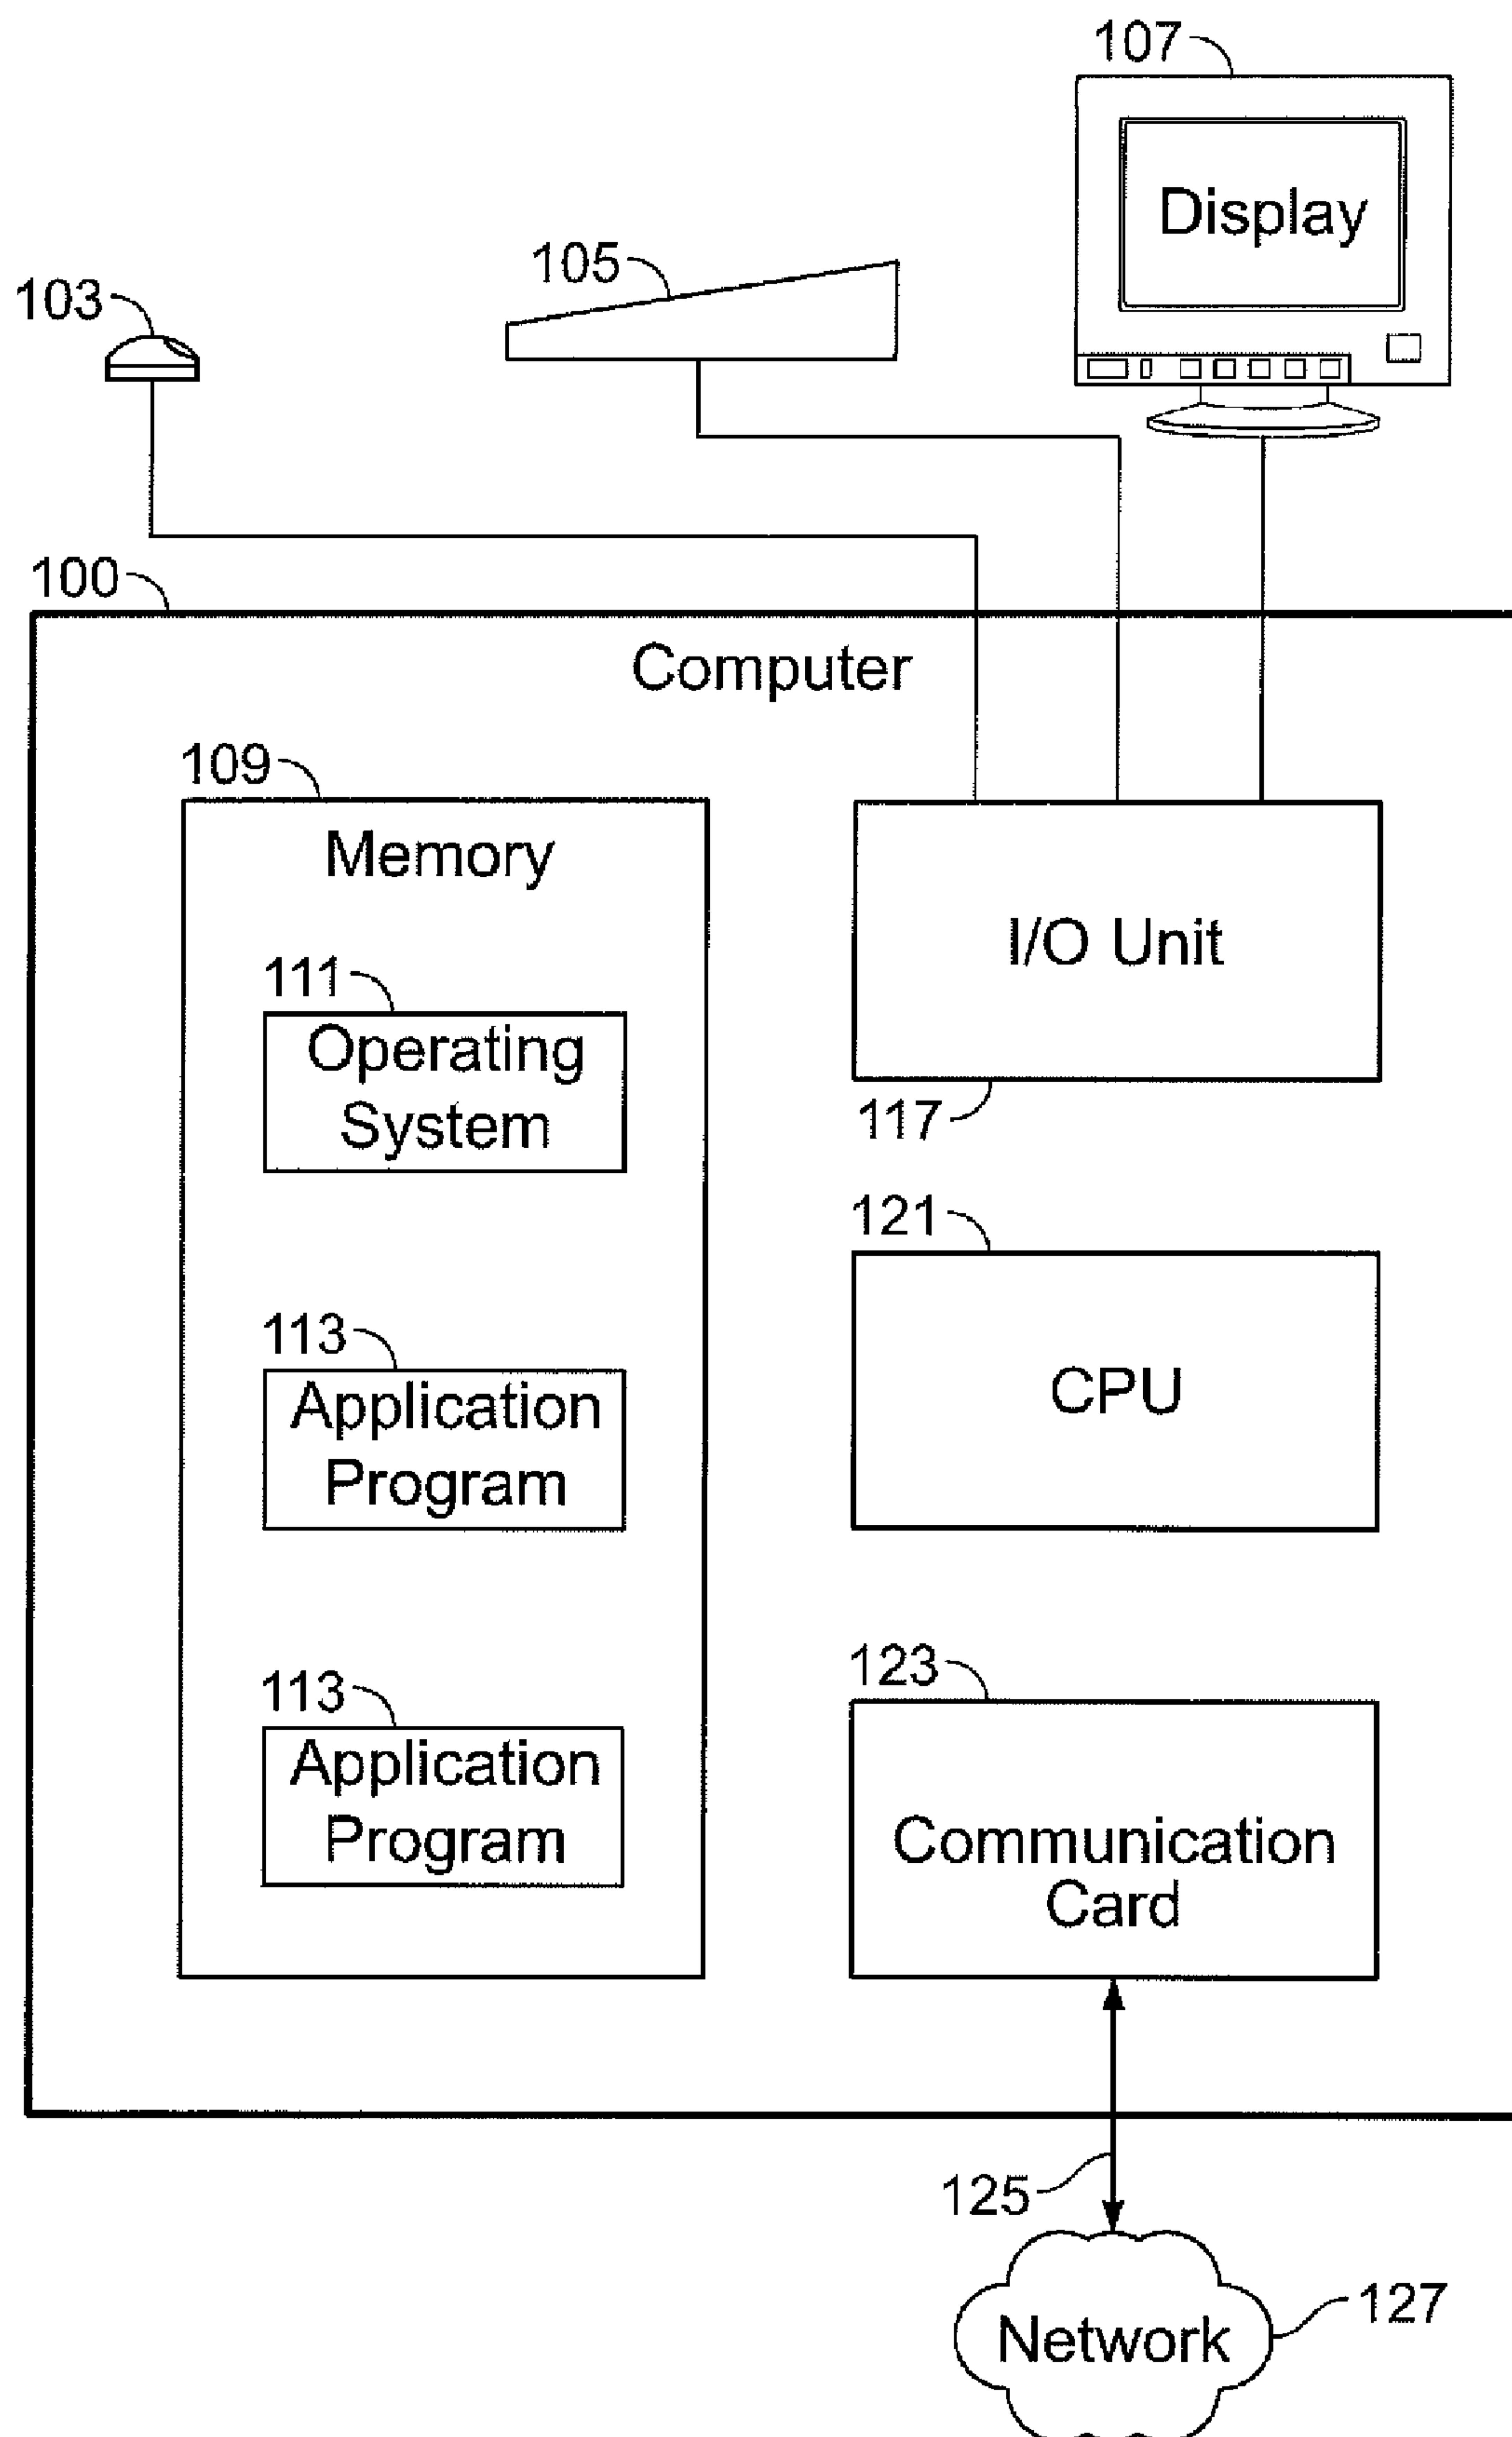 107
Display
105
103
100
Computer
109
Memory
I/O Unit
111
Operating
System
117
121
113
Application
Program
CPU
123
113
Application
Program
Communication
Card
125
127
Network